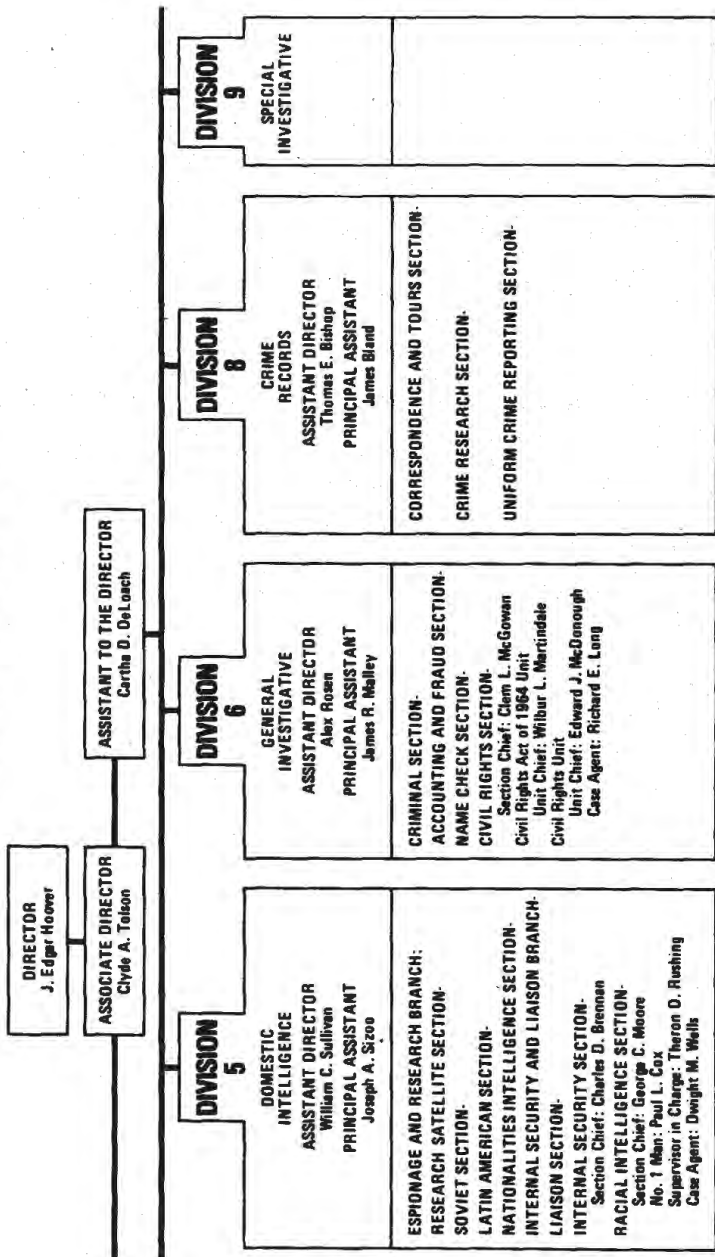 DIRECTOR
J. Edgar Hoover
ASSOCIATE DIRECTOR
Clyde A. Tolson
ASSISTANT TO THE DIRECTOR
Cartha D. DeLoach
DIVISION
5
DOMESTIC
INTELLIGENCE
ASSISTANT DIRECTOR
William C. Sullivan
PRINCIPAL ASSISTANT
Joseph A. Sizoo
ESPIONAGE AND RESEARCH BRANCH:
RESEARCH SATELLITE SECTION-
SOVIET SECTION-
LATIN AMERICAN SECTION-
NATIONALITIES INTELLIGENCE SECTION-
INTERNAL SECURITY AND LIAISON BRANCH-
LIAISON SECTION-
INTERNAL SECURITY SECTION-
Section Chief: Charles D. Brennan
RACIAL INTELLIGENCE SECTION-
Section Chief: George C. Moore
No. 1 Man: Paul L. Cox
Supervisor in Charge: Theron D. Rushing
Case Agent: Dwight M. Wells
DIVISION
6
GENERAL
INVESTIGATIVE
ASSISTANT DIRECTOR
Alex Rosen
PRINCIPAL ASSISTANT
James R. Malley
CRIMINAL SECTION-
ACCOUNTING AND FRAUD SECTION-
NAME CHECK SECTION-
CIVIL RIGHTS SECTION-
Section Chief: Clem L. McGowan
Civil Rights Act of 1964 Unit
Unit Chief: Wilbur L. Martindale
Civil Rights Unit
Unit Chief: Edward J. McDonough
Case Agent: Richard E. Long
DIVISION
8
CRIME
RECORDS
ASSISTANT DIRECTOR
Thomas E. Bishop
PRINCIPAL ASSISTANT
James Bland
CORRESPONDENCE AND TOURS SECTION-
CRIME RESEARCH SECTION-
UNIFORM CRIME REPORTING SECTION-
DIVISION
9
SPECIAL
INVESTIGATIVE